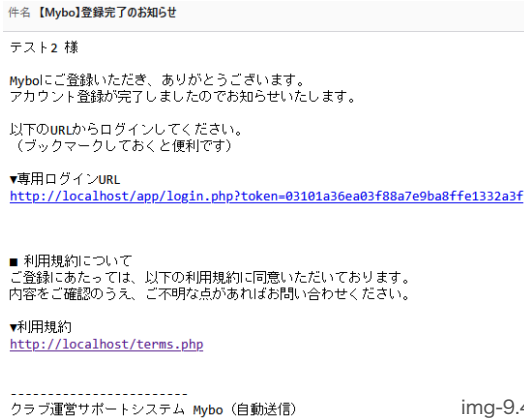 件名 【Mybo】登録完了のお知らせ
テスト2 様
Myboにご登録いただき、ありがとうございます。
アカウント登録が完了しましたのでお知らせいたします。
以下のURLからログインしてください。
（ブックマークしておくと便利です）
▼専用ログインURL
http://localhost/app/login.php?token=03101a36ea03f88a7e9ba8ffe1332a3f
■ 利用規約について
ご登録にあたっては、以下の利用規約に同意いただいております。
内容をご確認のうえ、ご不明な点があればお問い合わせください。
▼利用規約
http://localhost/terms.php
------------------------
クラブ運営サポートシステム Mybo（自動送信）
img-9.4